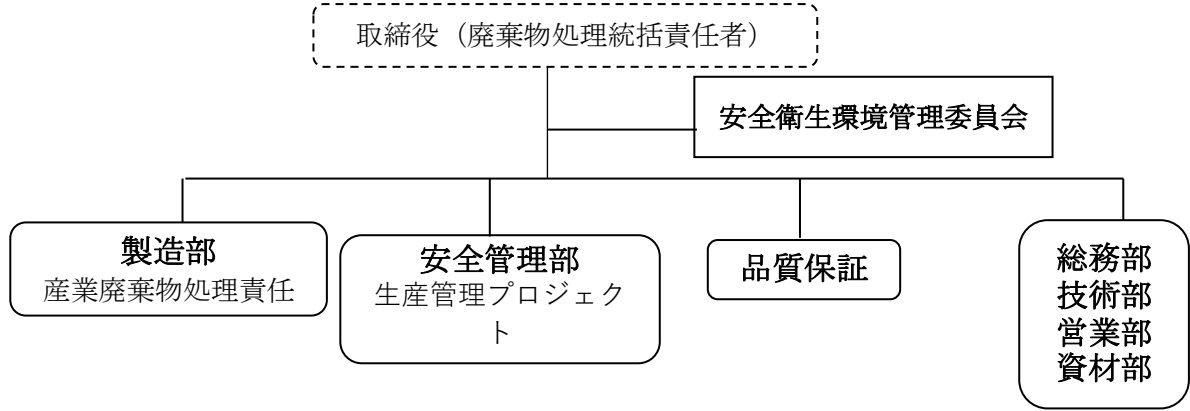 取締役（廃棄物処理統括責任者）
安全衛生環境管理委員会
製造部
産業廃棄物処理責任
安全管理部
生産管理プロジェク
ト
品質保証
総務部
技術部
営業部
資材部